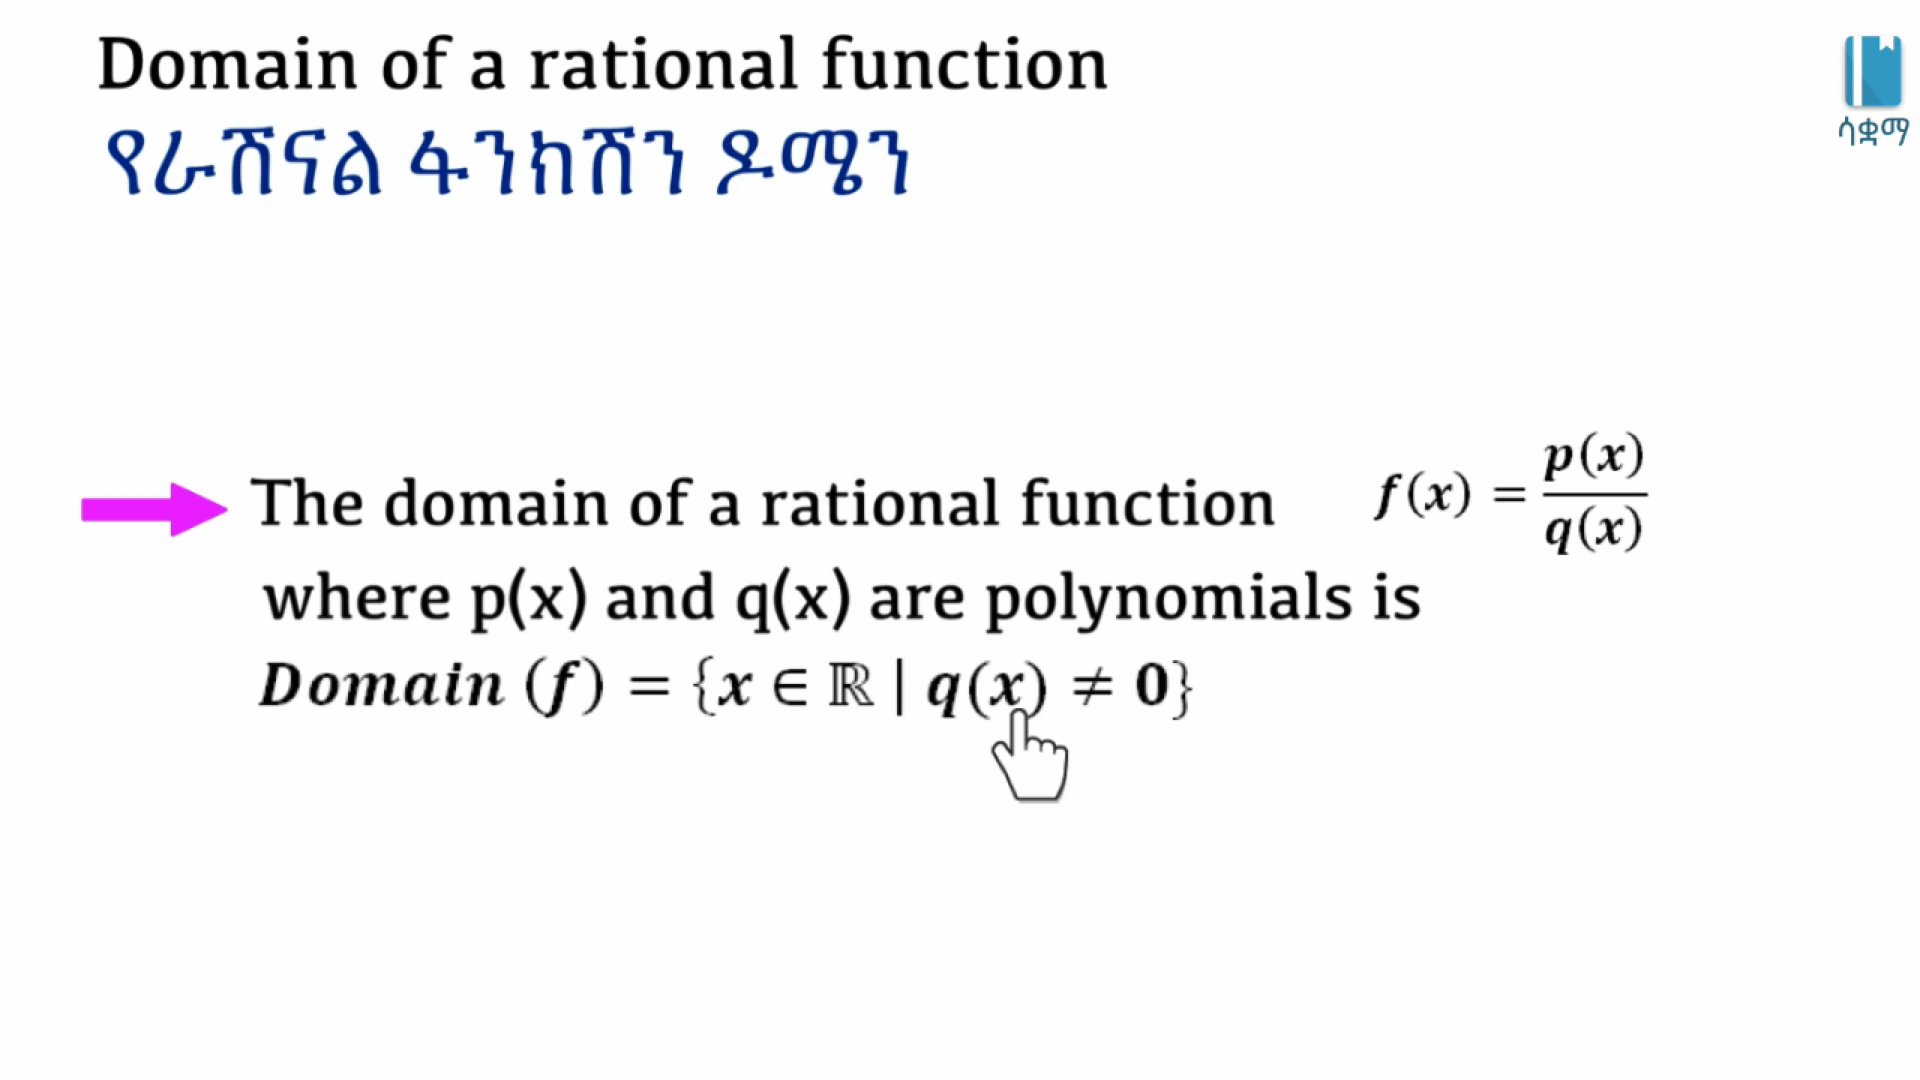 Domain of a rational function
የራሽናል ፋንክሽን ዶሜን
ሳቋማ
The domain of a rational function f(x) = p(x)/q(x)
where p(x) and q(x) are polynomials is
Domain (f) = {x ∈ ℝ | q(x) ≠ 0}